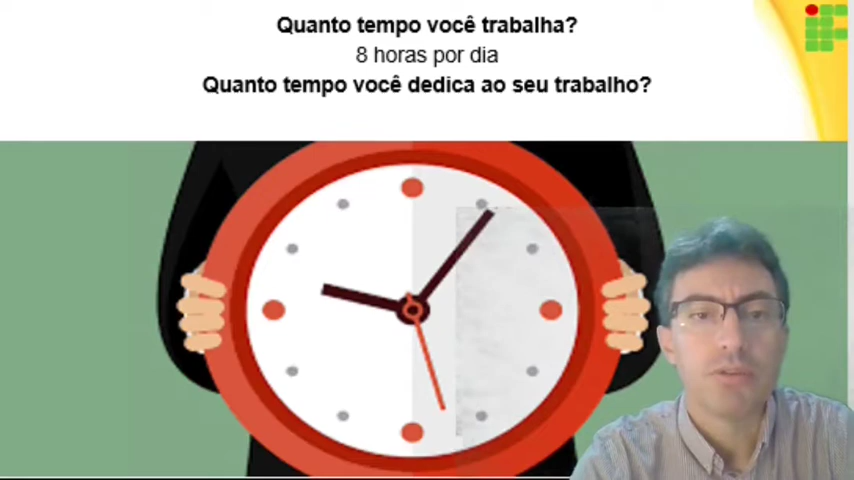 Quanto tempo você trabalha?
8 horas por dia
Quanto tempo você dedica ao seu trabalho?